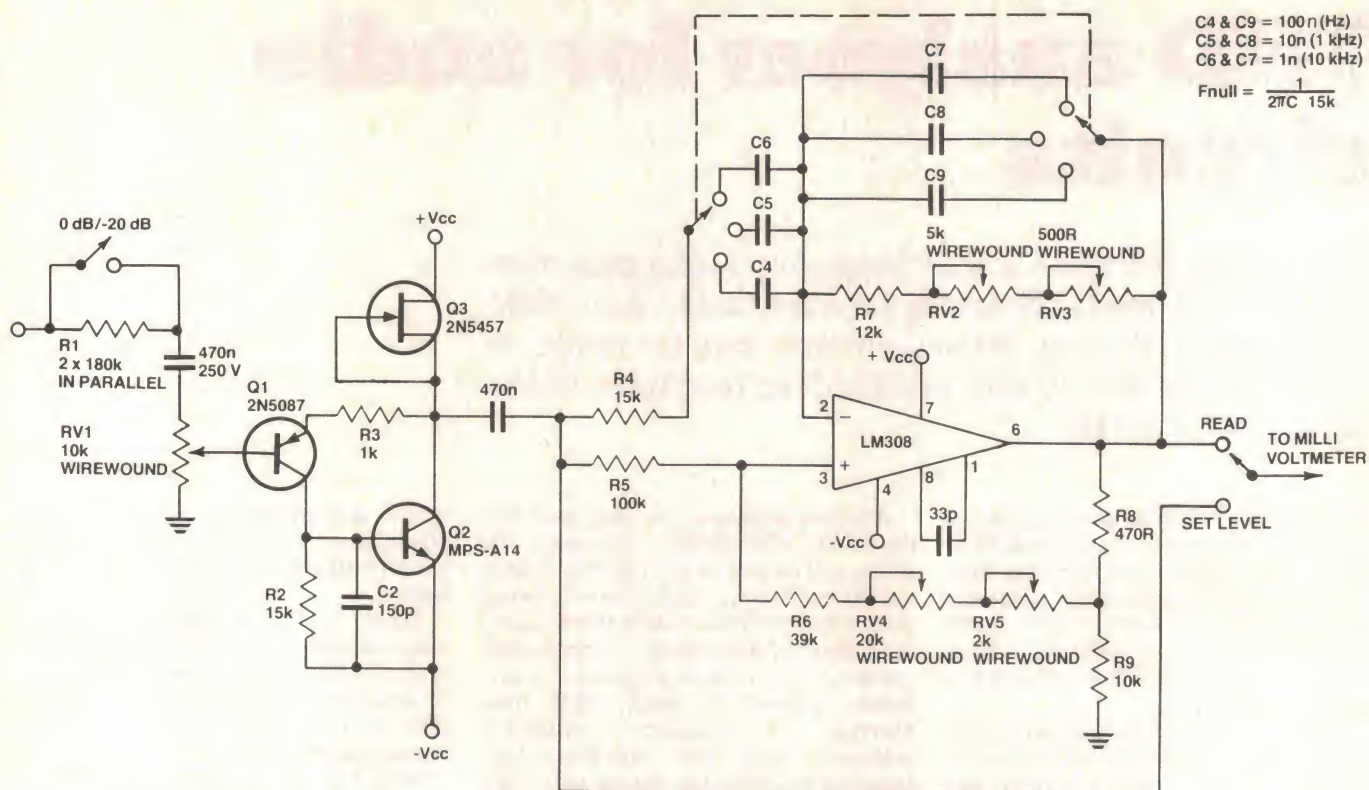 C4 & C9 = 100n (Hz)
C5 & C8 = 10n (1 kHz)
C6 & C7 = 1n (10 kHz)
Fnull = 1
2πC 15k
C7
C8
C9
C6
C5
C4
5k
WIREWOUND
500R
WIREWOUND
R7
12k
RV2
RV3
0 dB/-20 dB
R1
2 x 180k
IN PARALLEL
470n
250 V
RV1
10k
WIREWOUND
Q1
2N5087
+Vcc
Q3
2N5457
R3
1k
470n
R4
15k
R5
100k
Q2
MPS-A14
R2
15k
C2
150p
-Vcc
+ Vcc
2
-
7
LM308
6
+
3
4
8
1
33p
-Vcc
R6
39k
RV4
20k
WIREWOUND
RV5
2k
WIREWOUND
R8
470R
R9
10k
READ
TO MILLI
VOLTMETER
SET LEVEL